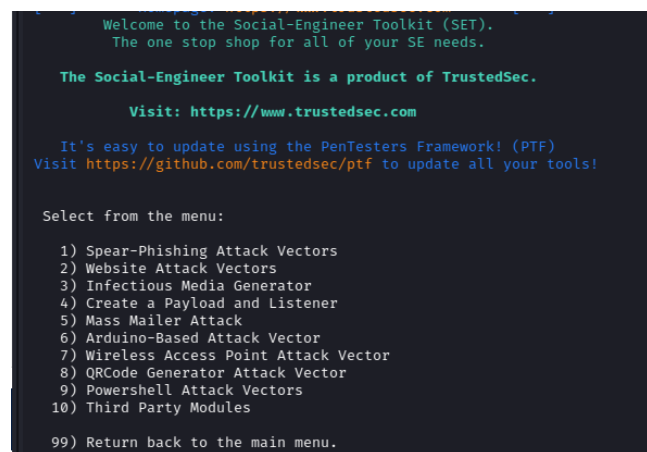 Welcome to the Social-Engineer Toolkit (SET).
The one stop shop for all of your SE needs.
The Social-Engineer Toolkit is a product of TrustedSec.
Visit: https://www.trustedsec.com
It's easy to update using the PenTesters Framework! (PTF)
Visit https://github.com/trustedsec/ptf to update all your tools!
Select from the menu:
1) Spear-Phishing Attack Vectors
2) Website Attack Vectors
3) Infectious Media Generator
4) Create a Payload and Listener
5) Mass Mailer Attack
6) Arduino-Based Attack Vector
7) Wireless Access Point Attack Vector
8) QRCode Generator Attack Vector
9) Powershell Attack Vectors
10) Third Party Modules
99) Return back to the main menu.